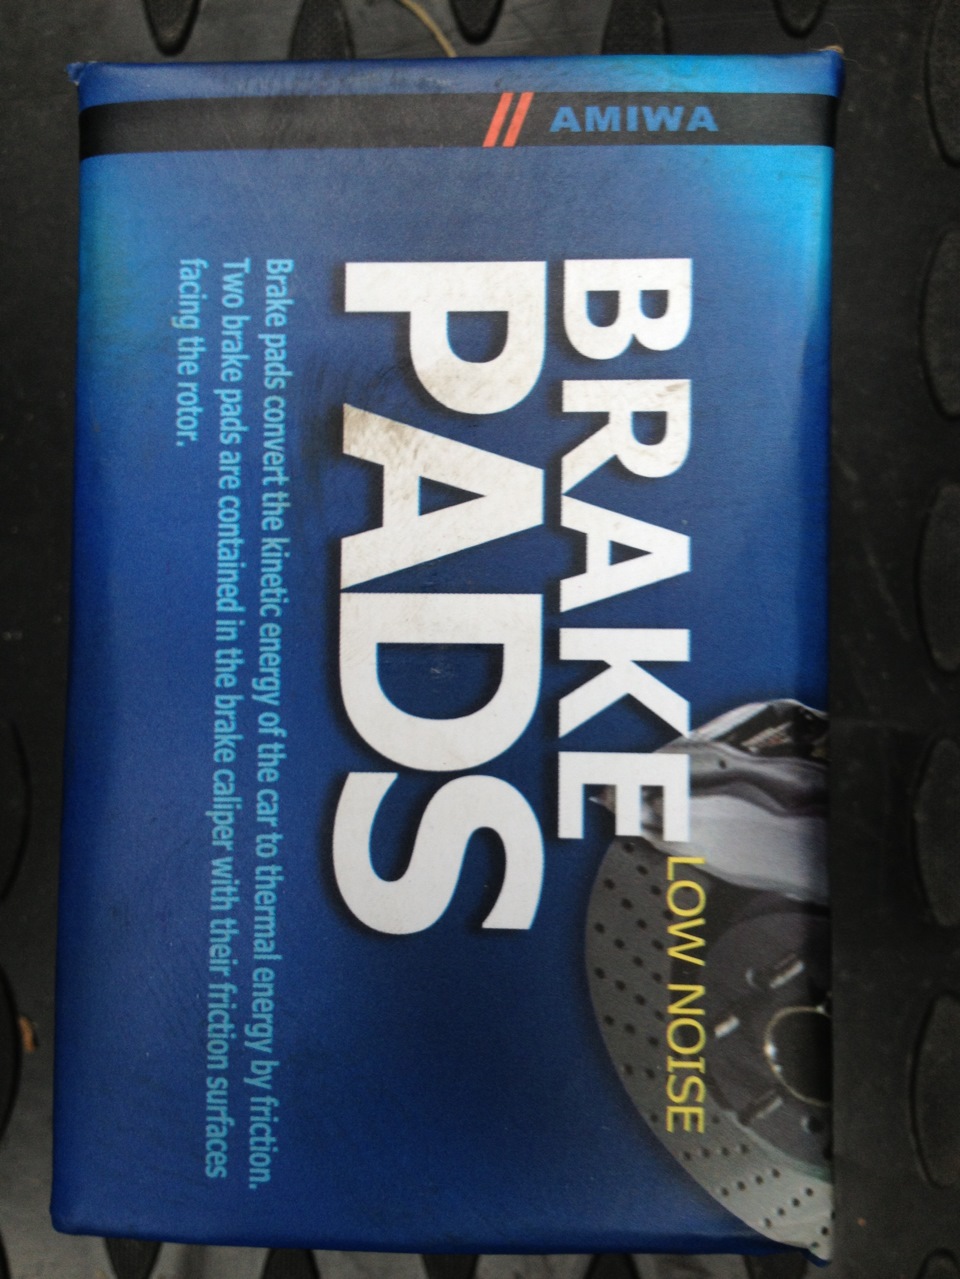 AMIWA
BRAKE
PADS
LOW NOISE
Brake pads convert the kinetic energy of the car to thermal energy by friction.
Two brake pads are contained in the brake caliper with their friction surfaces
facing the rotor.